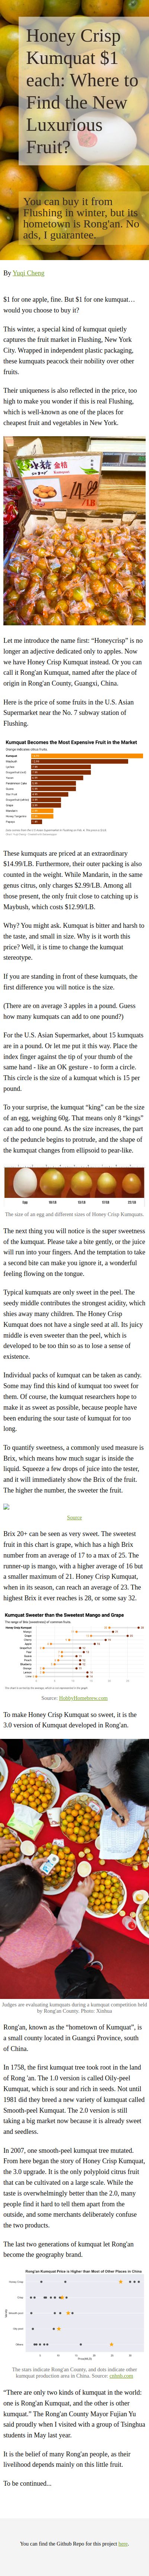 Honey Crisp
Kumquat $1
each: Where to
Find the New
Luxurious
Fruit?
You can buy it from
Flushing in winter, but its
hometown is Rong'an. No
ads, I guarantee.
By Yuqi Cheng
$1 for one apple, fine. But $1 for one kumquat…
would you choose to buy it?
This winter, a special kind of kumquat quietly
captures the fruit market in Flushing, New York
City. Wrapped in independent plastic packaging,
these kumquats peacock their nobility over other
fruits.
Their uniqueness is also reflected in the price, too
high to make you wonder if this is real Flushing,
which is well-known as one of the places for
cheapest fruit and vegetables in New York.
Let me introduce the new fruit: “Honeycrisp” is no
longer an adjective added only to apples. Now
we have Honey Crisp Kumquat instead. Or you can
call it Rong'an Kumquat, named after the place of
origin in Rong'an County, Guangxi, China.
Here is the price of some fruits in the U.S. Asian
Supermarket near the No. 7 subway station of
Flushing.
Kumquat Becomes the Most Expensive Fruit in the Market
These kumquats are priced at an extraordinary
$14.99/LB. Furthermore, their outer packing is also
counted in its weight. While Mandarin, in the same
genus citrus, only charges $2.99/LB. Among all
presented, the only fruit close to catching up is
Maybush, which costs $12.99/LB.
Why? You might ask. Kumquat is bitter and harsh in
the taste, and small in size. Why is it worth this
price? Well, it is time to change the kumquat
stereotype.
If you are standing in front of these kumquats, the
first difference you will notice is the size.
(There are on average 3 apples in a pound. Guess
how many kumquats can add to one pound?)
For the U.S. Asian Supermarket, about 15 kumquats
are in a pound. Or let me put it this way. Place the
index finger against the tip of your thumb of the
same hand - like an OK gesture - to form a circle.
This circle is the size of a kumquat which is 15 per
pound.
To your surprise, the kumquat “king” can be the size
of an egg, weighing 60g. That means only 8 “kings”
can add to one pound. As the size increases, the part
of the peduncle begins to protrude, and the shape of
the kumquat changes from ellipsoid to pear-like.
The size of an egg and different sizes of Honey Crisp Kumquats.
The next thing you will notice is the super sweetness
of the kumquat. Please take a bite gently, or the juice
will run into your fingers. And the temptation to take
a second bite can make you ignore it, a wonderful
feeling flowing on the tongue.
Typical kumquats are only sweet in the peel. The
seedy middle contributes the strongest acidity, which
shies away many children. The Honey Crisp
Kumquat does not have a single seed at all. Its juicy
middle is even sweeter than the peel, which is
developed to be too thin so as to lose a sense of
existence.
Individual packs of kumquat can be taken as candy.
Some may find this kind of kumquat too sweet for
them. Of course, the kumquat researchers hope to
make it as sweet as possible, because people have
been enduring the sour taste of kumquat for too
long.
To quantify sweetness, a commonly used measure is
Brix, which means how much sugar is inside the
liquid. Squeeze a few drops of juice into the meter,
and it will immediately show the Brix of the fruit.
The higher the number, the sweeter the fruit.
Source
Brix 20+ can be seen as very sweet. The sweetest
fruit in this chart is grape, which has a high Brix
number from an average of 17 to a max of 25. The
runner-up is mango, with a higher average of 16 but
a smaller maximum of 21. Honey Crisp Kumquat,
when in its season, can reach an average of 23. The
highest Brix it ever reaches is 28, or some say 32.
Kumquat Sweeter than the Sweetest Mango and Grape
Source: HobbyHomebrew.com
To make Honey Crisp Kumquat so sweet, it is the
3.0 version of Kumquat developed in Rong'an.
Judges are evaluating kumquats during a kumquat competition held
by Rong'an County. Photo: Xinhua
Rong'an, known as the “hometown of Kumquat”, is
a small county located in Guangxi Province, south
of China.
In 1758, the first kumquat tree took root in the land
of Rong 'an. The 1.0 version is called Oily-peel
Kumquat, which is sour and rich in seeds. Not until
1981 did they breed a new variety of kumquat called
Smooth-peel Kumquat. The 2.0 version is still
taking a big market now because it is already sweet
and seedless.
In 2007, one smooth-peel kumquat tree mutated.
From here began the story of Honey Crisp Kumquat,
the 3.0 upgrade. It is the only polyploid citrus fruit
that can be cultivated on a large scale. While the
taste is overwhelmingly better than the 2.0, many
people find it hard to tell them apart from the
outside, and some merchants deliberately confuse
the two products.
The last two generations of kumquat let Rong'an
become the geography brand.
Rong'an Kumquat Price is Higher than Most of Other Places in China
The stats indicate Rong'an County, and dots indicate other
kumquat production area in China. Source: cnhnb.com
“There are only two kinds of kumquat in the world:
one is Rong'an Kumquat, and the other is other
kumquat.” The Rong'an County Mayor Fujian Yu
said proudly when I visited with a group of Tsinghua
students in May last year.
It is the belief of many Rong'an people, as their
livelihood depends mainly on this little fruit.
To be continued...
You can find the Github Repo for this project here.